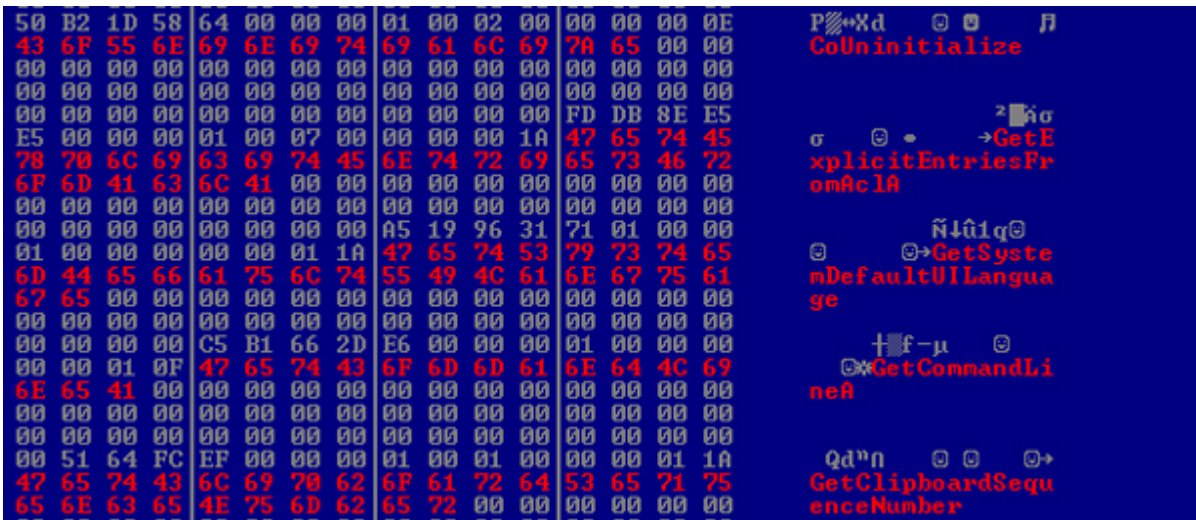 50 B2 1D 58 64 00 00 00 01 00 02 00 00 00 00 0E P▒↔Xd ☺ ☻ ♫
43 6F 55 6E 69 6E 69 74 69 61 6C 69 7A 65 00 00 CoUninitialize
00 00 00 00 00 00 00 00 00 00 00 00 00 00 00 00
00 00 00 00 00 00 00 00 00 00 00 00 00 00 00 00
00 00 00 00 00 00 00 00 00 00 00 00 FD DB 8E E5 ²█Äσ
E5 00 00 00 01 00 07 00 00 00 00 1A 47 65 74 45 σ ☺ • →GetE
78 70 6C 69 63 69 74 45 6E 74 72 69 65 73 46 72 xplicitEntriesFr
6F 6D 41 63 6C 41 00 00 00 00 00 00 00 00 00 00 omAclA
00 00 00 00 00 00 00 00 00 00 00 00 00 00 00 00
00 00 00 00 00 00 00 00 A5 19 96 31 71 01 00 00 Ñ↓û1q☺
01 00 00 00 00 00 01 1A 47 65 74 53 79 73 74 65 ☺ ☺→GetSyste
6D 44 65 66 61 75 6C 74 55 49 4C 61 6E 67 75 61 mDefaultUILangua
67 65 00 00 00 00 00 00 00 00 00 00 00 00 00 00 ge
00 00 00 00 00 00 00 00 00 00 00 00 00 00 00 00
00 00 00 00 C5 B1 66 2D E6 00 00 00 01 00 00 00 ┼▒f-µ ☺
00 00 01 0F 47 65 74 43 6F 6D 6D 61 6E 64 4C 69 ☺☼GetCommandLi
6E 65 41 00 00 00 00 00 00 00 00 00 00 00 00 00 neA
00 00 00 00 00 00 00 00 00 00 00 00 00 00 00 00
00 00 00 00 00 00 00 00 00 00 00 00 00 00 00 00
00 51 64 FC EF 00 00 00 01 00 01 00 00 00 01 1A Qdⁿ∩ ☺ ☺ ☺→
47 65 74 43 6C 69 70 62 6F 61 72 64 53 65 71 75 GetClipboardSequ
65 6E 63 65 4E 75 6D 62 65 72 00 00 00 00 00 00 enceNumber